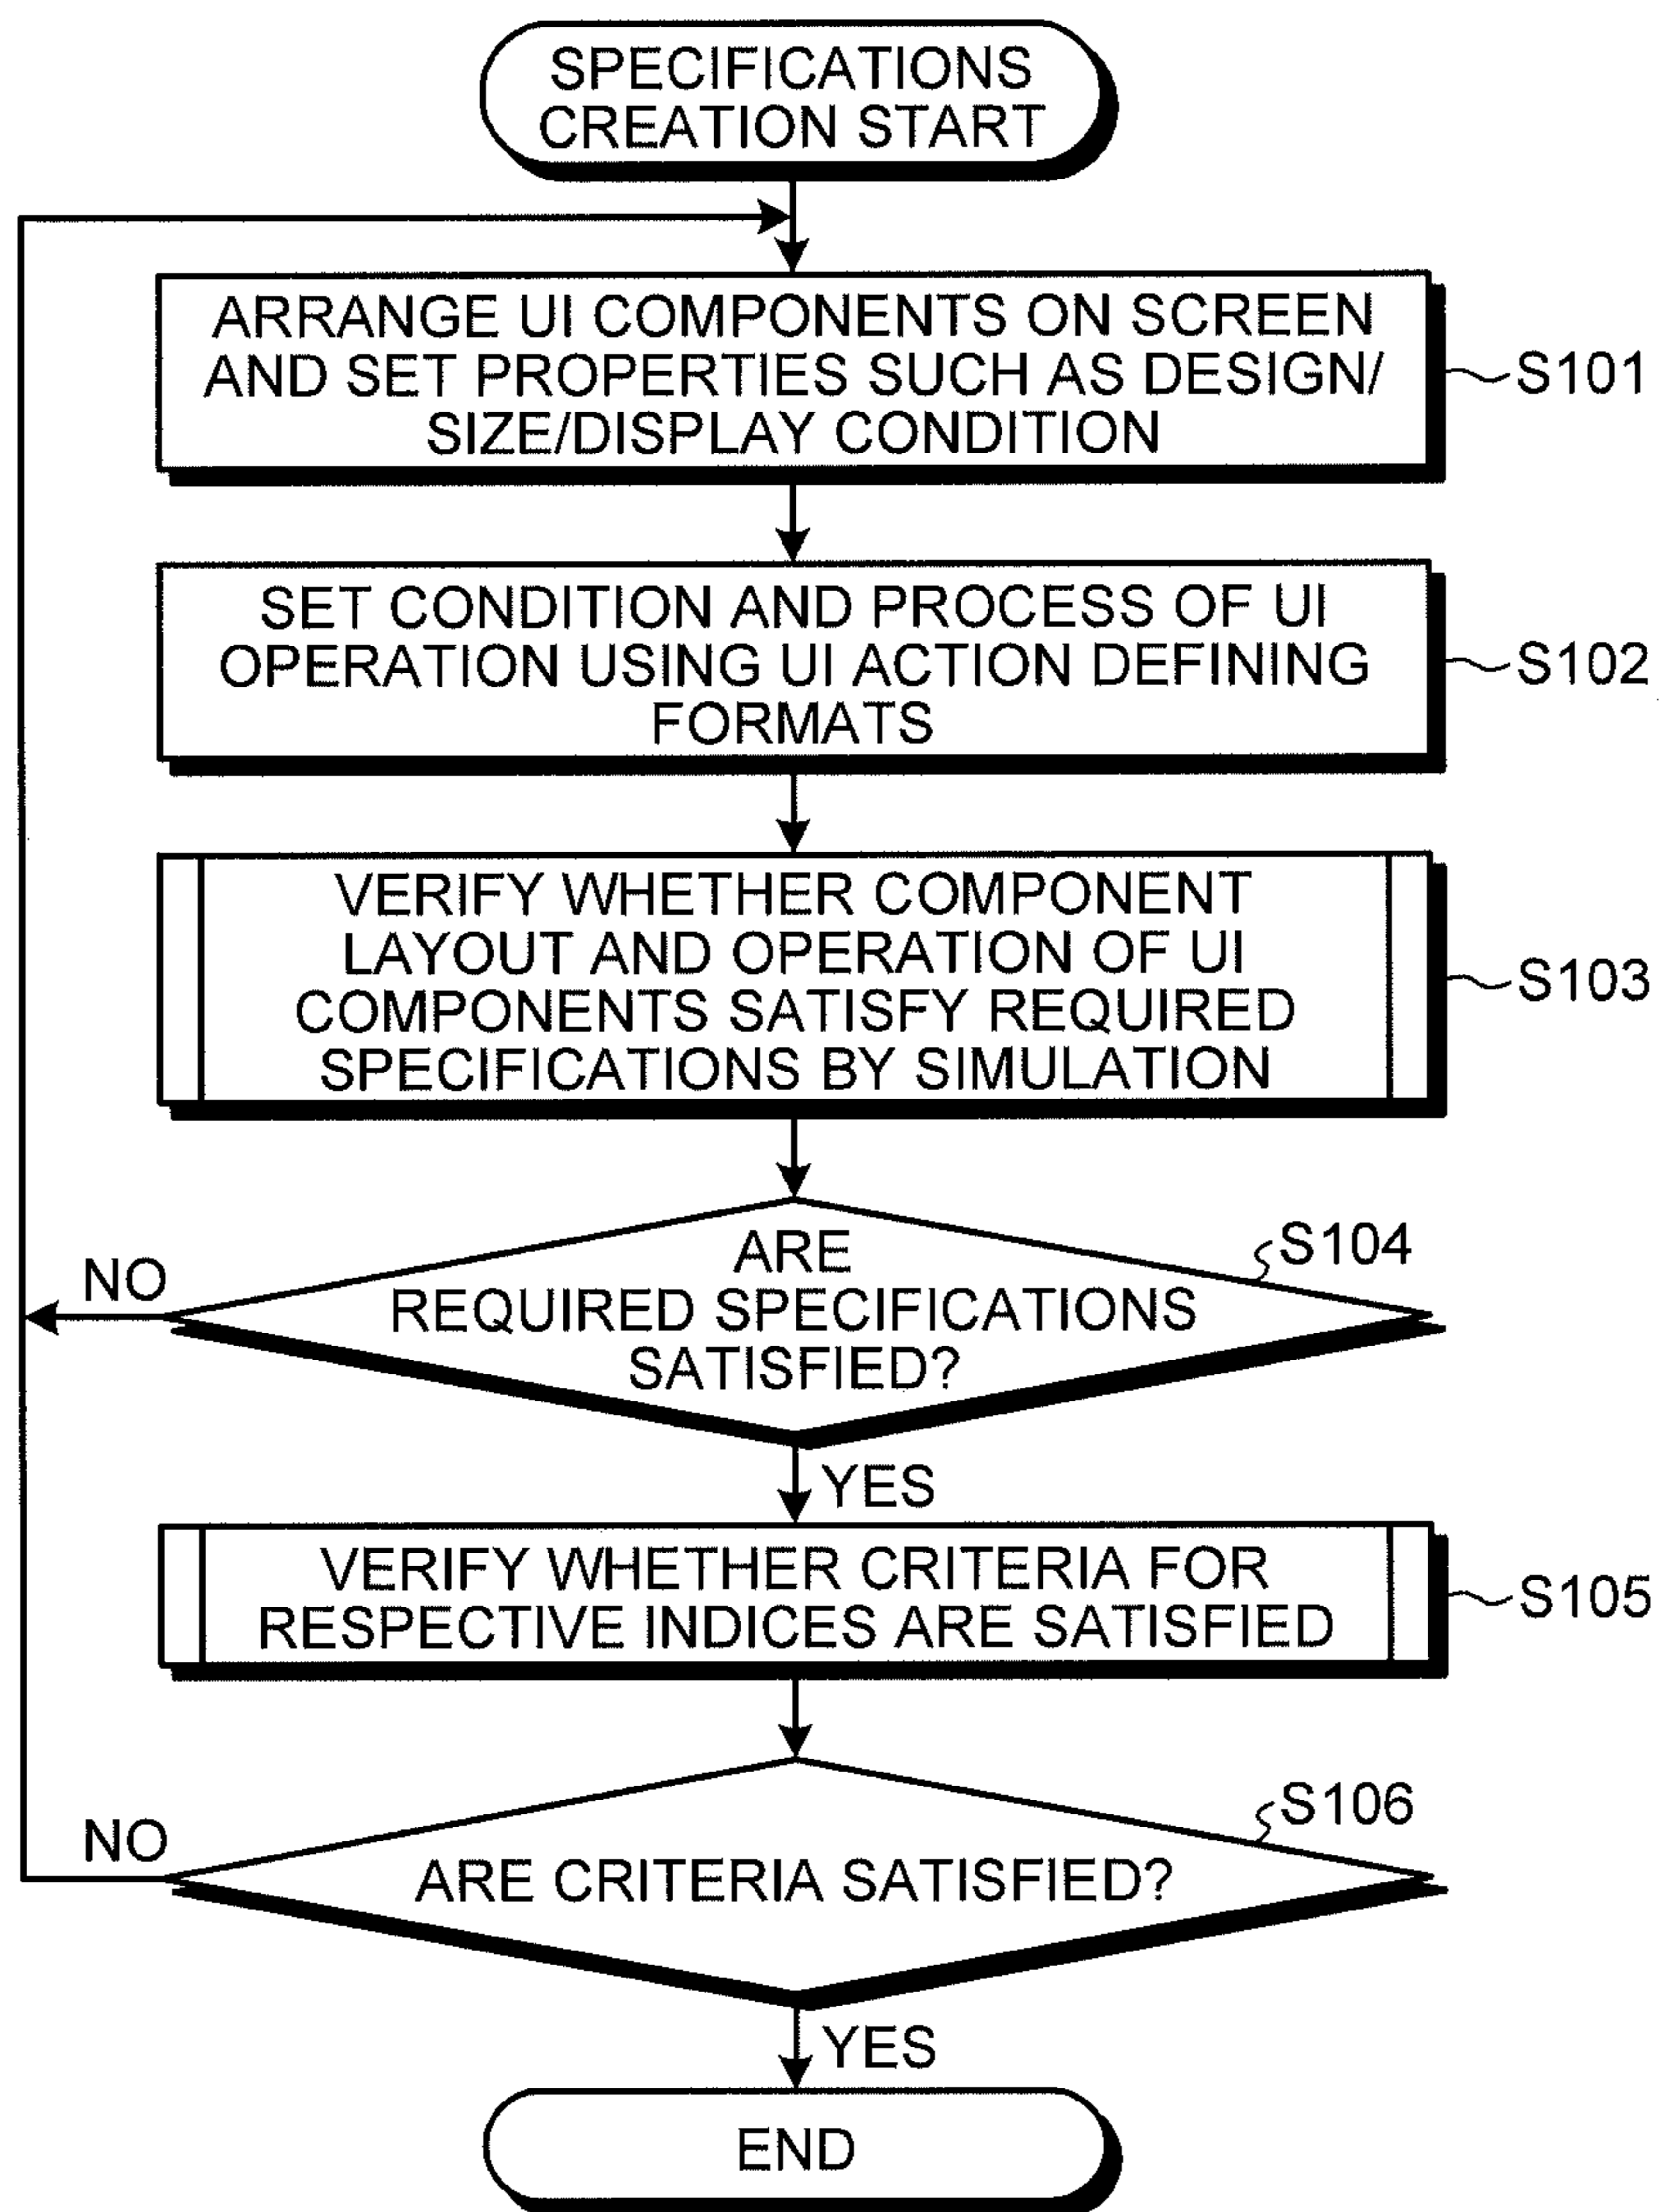 SPECIFICATIONS
CREATION START
ARRANGE UI COMPONENTS ON SCREEN
AND SET PROPERTIES SUCH AS DESIGN/
SIZE/DISPLAY CONDITION
S101
SET CONDITION AND PROCESS OF UI
OPERATION USING UI ACTION DEFINING
FORMATS
S102
VERIFY WHETHER COMPONENT
LAYOUT AND OPERATION OF UI
COMPONENTS SATISFY REQUIRED
SPECIFICATIONS BY SIMULATION
S103
ARE
REQUIRED SPECIFICATIONS
SATISFIED?
S104
NO
YES
VERIFY WHETHER CRITERIA FOR
RESPECTIVE INDICES ARE SATISFIED
S105
ARE CRITERIA SATISFIED?
S106
NO
YES
END